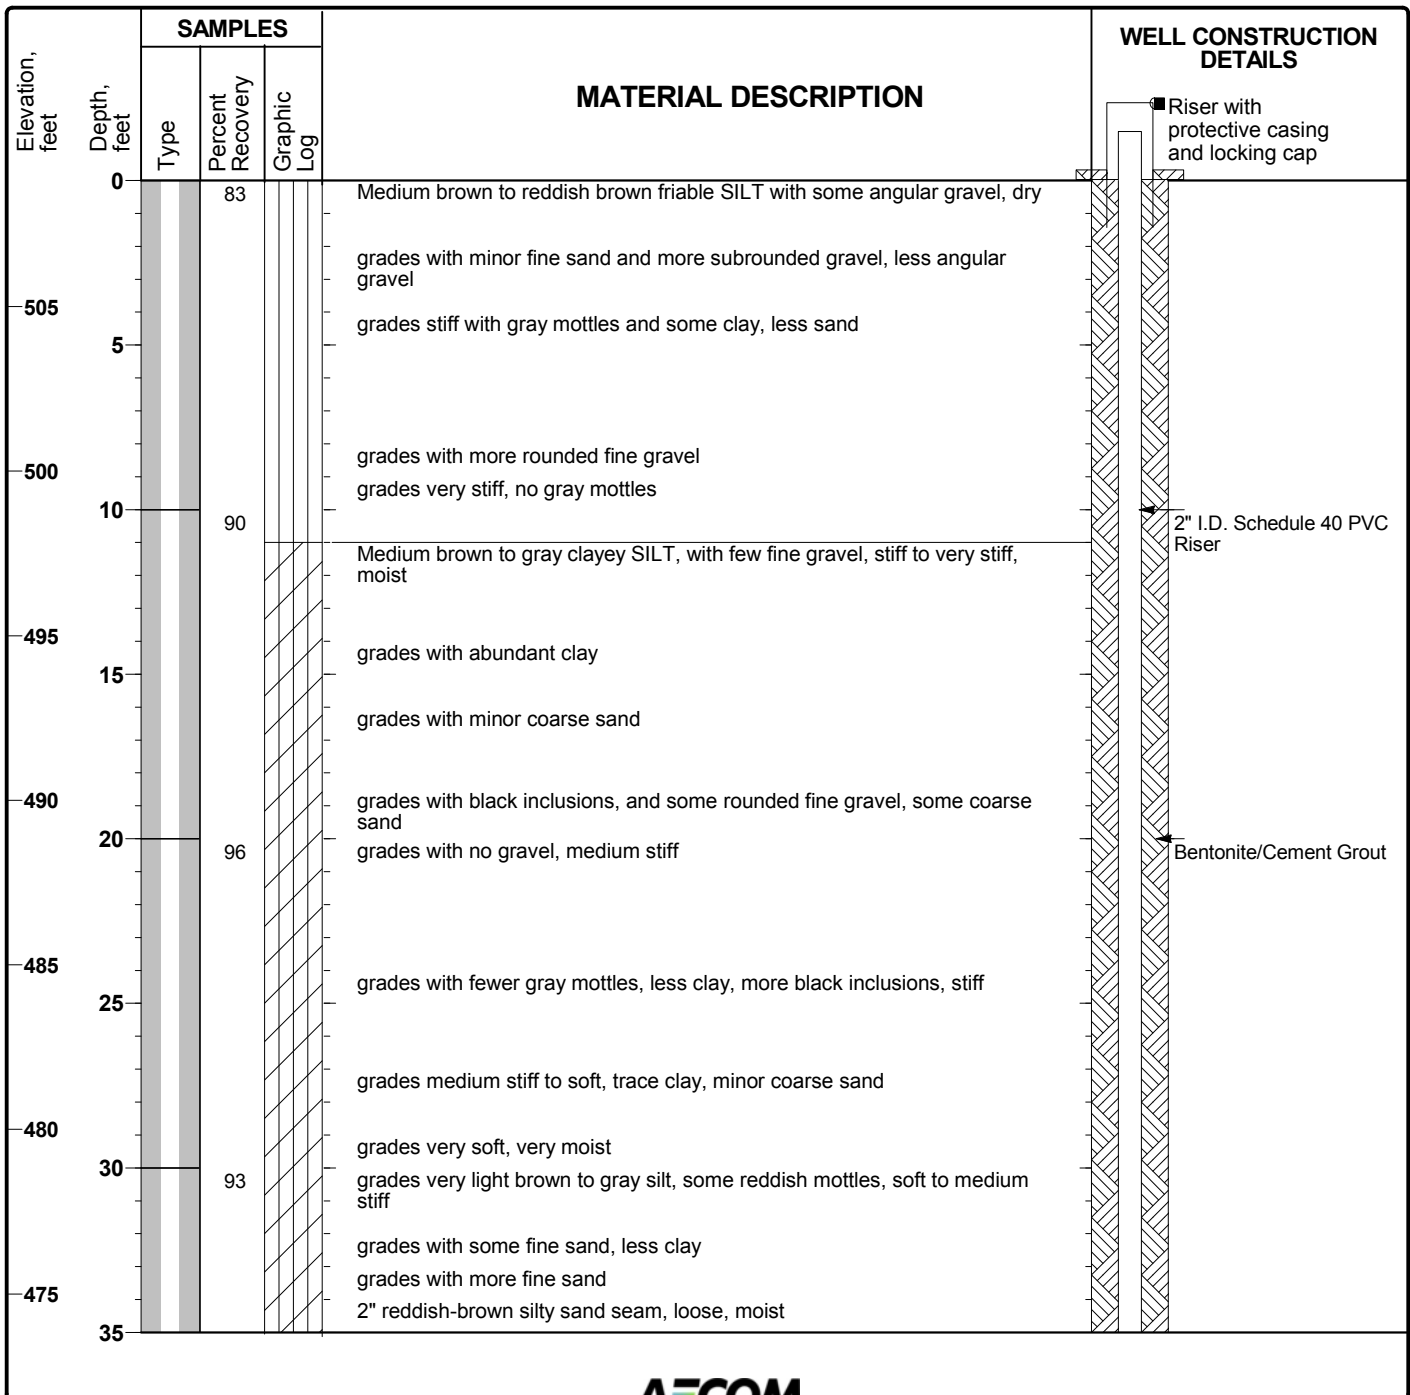 SAMPLES
Elevation,
feet
Depth,
feet
Type
Percent
Recovery
Graphic
Log
MATERIAL DESCRIPTION
WELL CONSTRUCTION
DETAILS
Riser with
protective casing
and locking cap
0
83
Medium brown to reddish brown friable SILT with some angular gravel, dry
grades with minor fine sand and more subrounded gravel, less angular
gravel
505
grades stiff with gray mottles and some clay, less sand
5
grades with more rounded fine gravel
500
grades very stiff, no gray mottles
10
90
2" I.D. Schedule 40 PVC
Riser
Medium brown to gray clayey SILT, with few fine gravel, stiff to very stiff,
moist
495
grades with abundant clay
15
grades with minor coarse sand
490
grades with black inclusions, and some rounded fine gravel, some coarse
sand
20
96
grades with no gravel, medium stiff
Bentonite/Cement Grout
485
grades with fewer gray mottles, less clay, more black inclusions, stiff
25
grades medium stiff to soft, trace clay, minor coarse sand
480
grades very soft, very moist
30
93
grades very light brown to gray silt, some reddish mottles, soft to medium
stiff
grades with some fine sand, less clay
grades with more fine sand
475
2" reddish-brown silty sand seam, loose, moist
35
AECOM